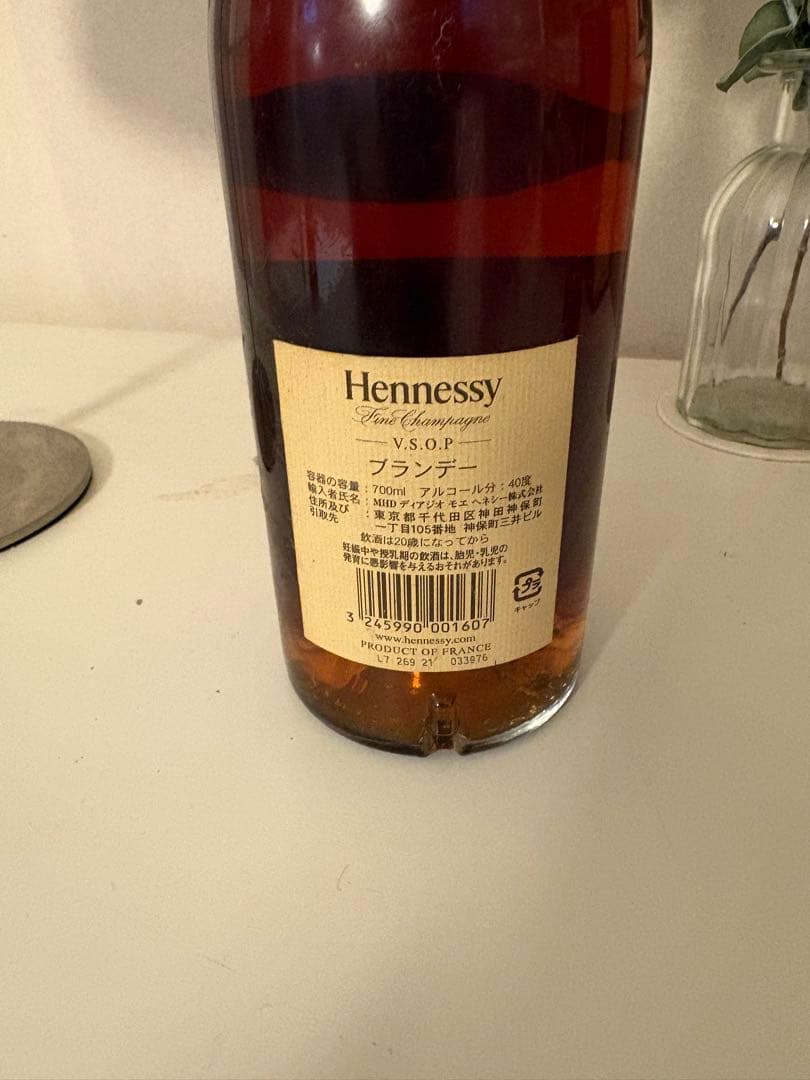 Hennessy
Fine Champagne
V.S.O.P
ブランデー
容器の容量：700ml アルコール分：40度
輸入者氏名：MHD ディアジオ モエ ヘネシー株式会社
住所及び引取先：東京都千代田区神田神保町
一丁目105番地 神保町三井ビル
飲酒は20歳になってから
妊娠中や授乳期の飲酒は、胎児・乳児の
発育に悪影響を与えるおそれがあります。
プラ
キャップ
3 245990 001607
www.hennessy.com
PRODUCT OF FRANCE
L7 269 21 033976